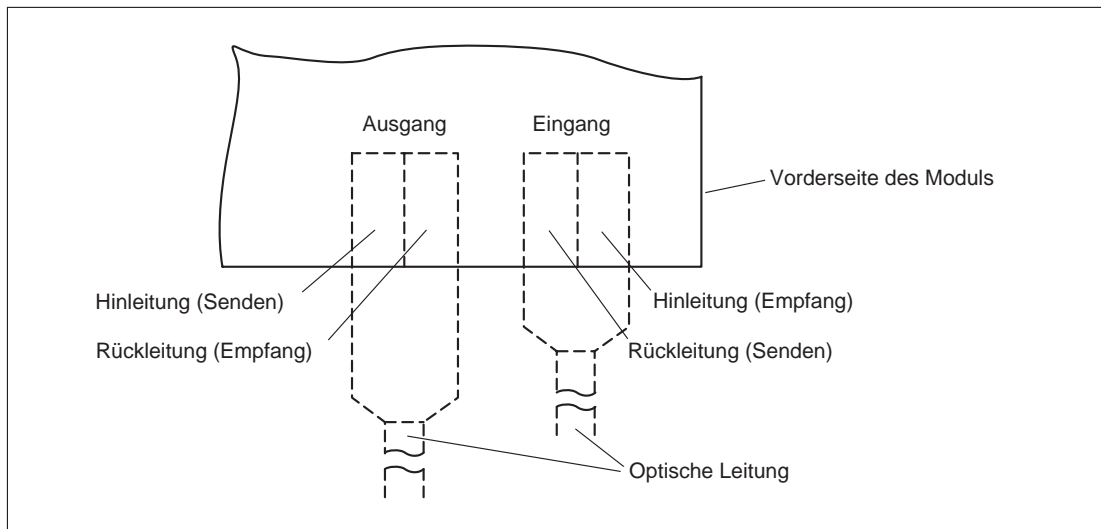 Ausgang
Eingang
Vorderseite des Moduls
Hinleitung (Senden)
Hinleitung (Empfang)
Rückleitung (Empfang)
Rückleitung (Senden)
Optische Leitung